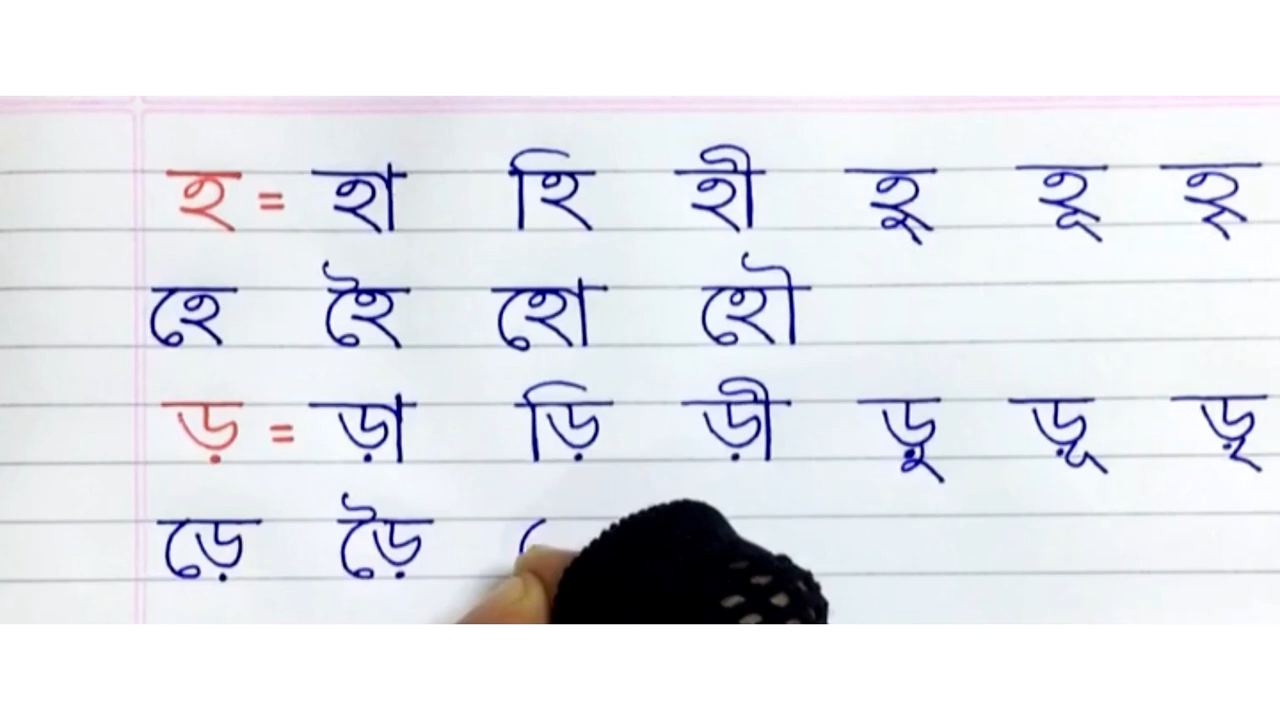 হ = হা হি হী হু হূ হৃ
হে হৈ হো হৌ
ড় = ড়া ড়ি ড়ী ড়ু ড়ূ ড়ৃ
ড়ে ড়ৈ